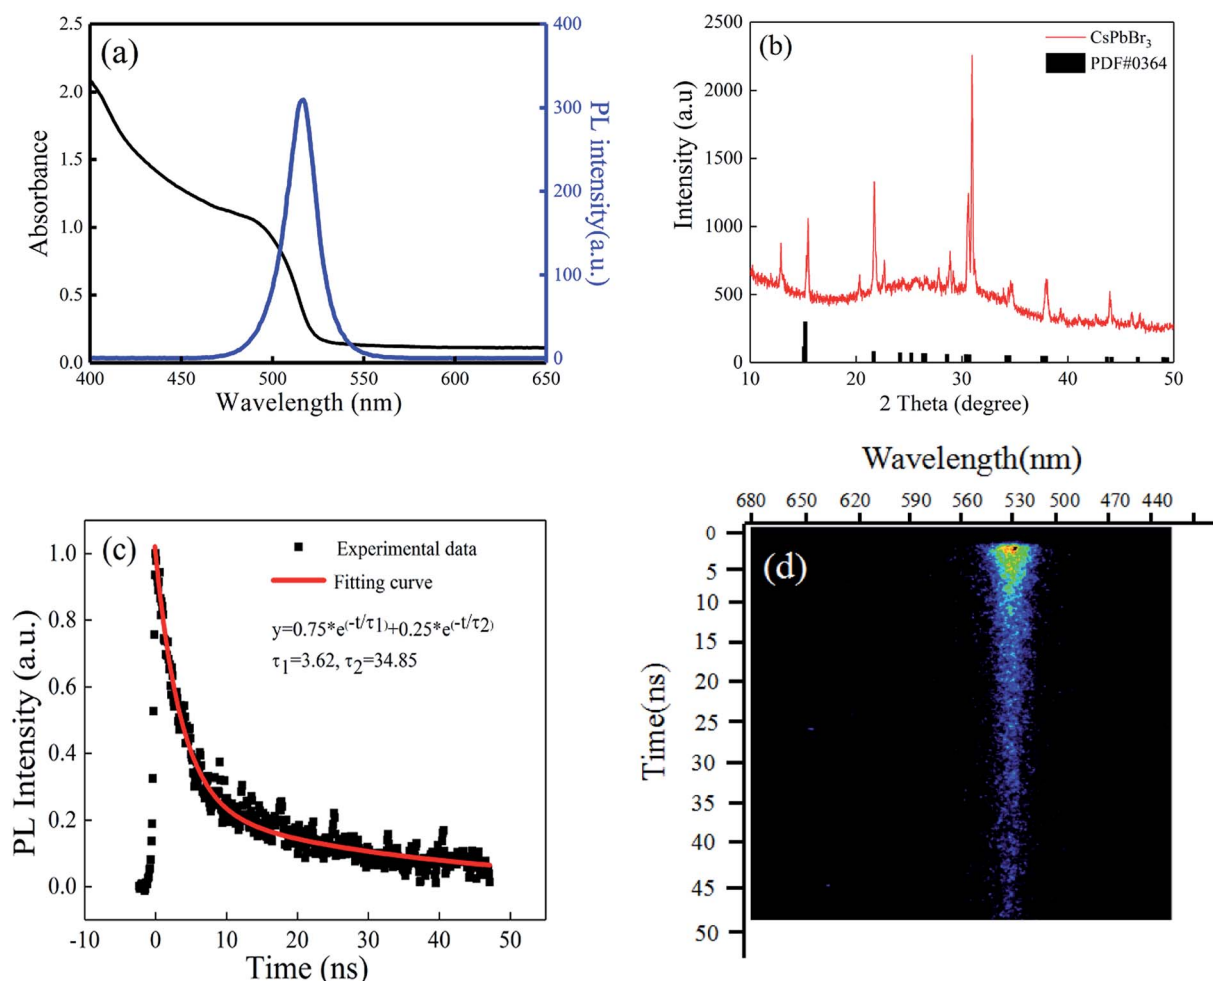 (a)
2.5
2.0
1.5
1.0
0.5
0.0
Absorbance
400
300
200
100
0
PL intensity(a.u.)
400 450 500 550 600 650
Wavelength (nm)
(b)
CsPbBr3
PDF#0364
2500
2000
1500
1000
500
0
Intensity (a.u)
10 20 30 40 50
2 Theta (degree)
(c)
Experimental data
Fitting curve
y=0.75*e(-t/τ1)+0.25*e(-t/τ2)
τ1=3.62, τ2=34.85
1.0
0.8
0.6
0.4
0.2
0.0
PL Intensity (a.u.)
-10 0 10 20 30 40 50
Time (ns)
Wavelength(nm)
680 650 620 590 560 530 500 470 440
(d)
0
5
10
15
20
25
30
35
40
45
50
Time(ns)